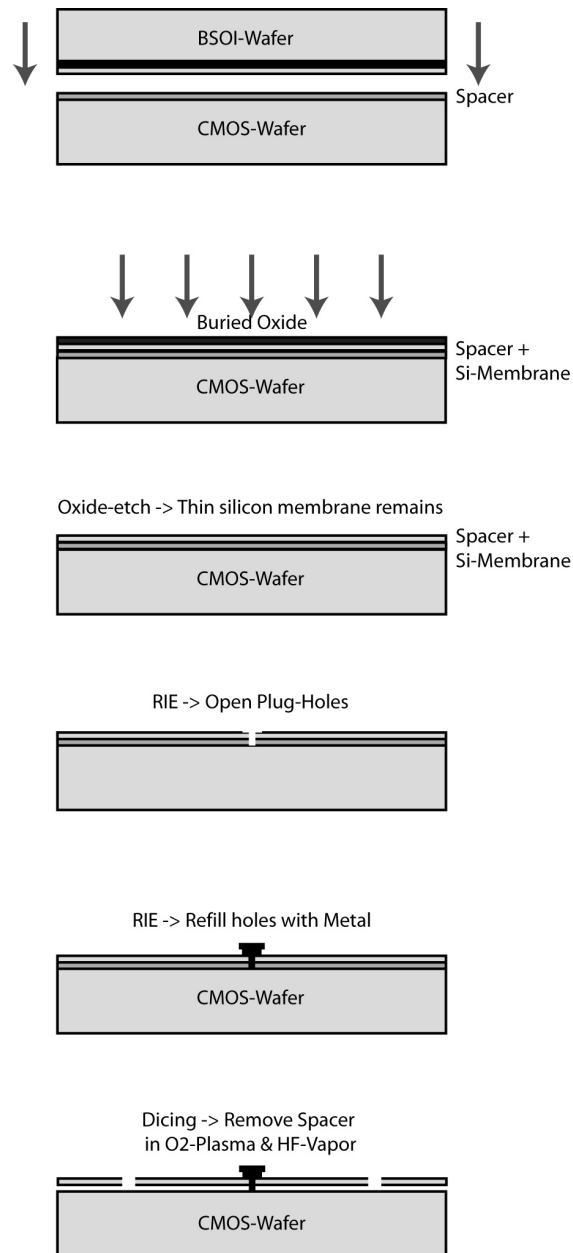 BSOI-Wafer
Spacer
CMOS-Wafer
Buried Oxide
Spacer +
Si-Membrane
CMOS-Wafer
Oxide-etch -> Thin silicon membrane remains
Spacer +
Si-Membrane
CMOS-Wafer
RIE -> Open Plug-Holes
RIE -> Refill holes with Metal
CMOS-Wafer
Dicing -> Remove Spacer
in O2-Plasma & HF-Vapor
CMOS-Wafer